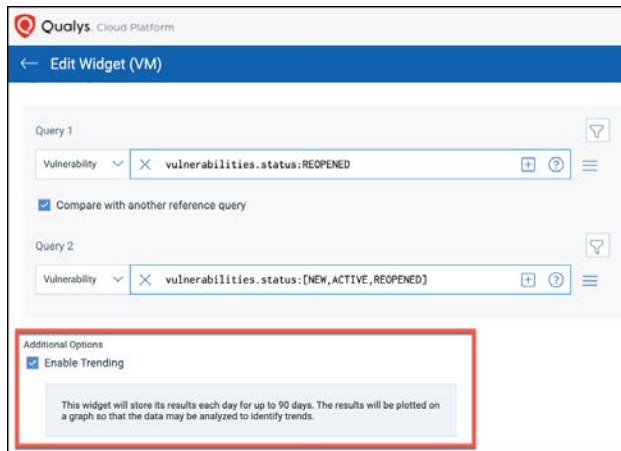 Qualys. Cloud Platform
← Edit Widget (VM)
Query 1
Vulnerability vulnerabilities.status:REOPENED
Compare with another reference query
Query 2
Vulnerability vulnerabilities.status:[NEW,ACTIVE,REOPENED]
Additional Options
Enable Trending
This widget will store its results each day for up to 90 days. The results will be plotted on
a graph so that the data may be analyzed to identify trends.